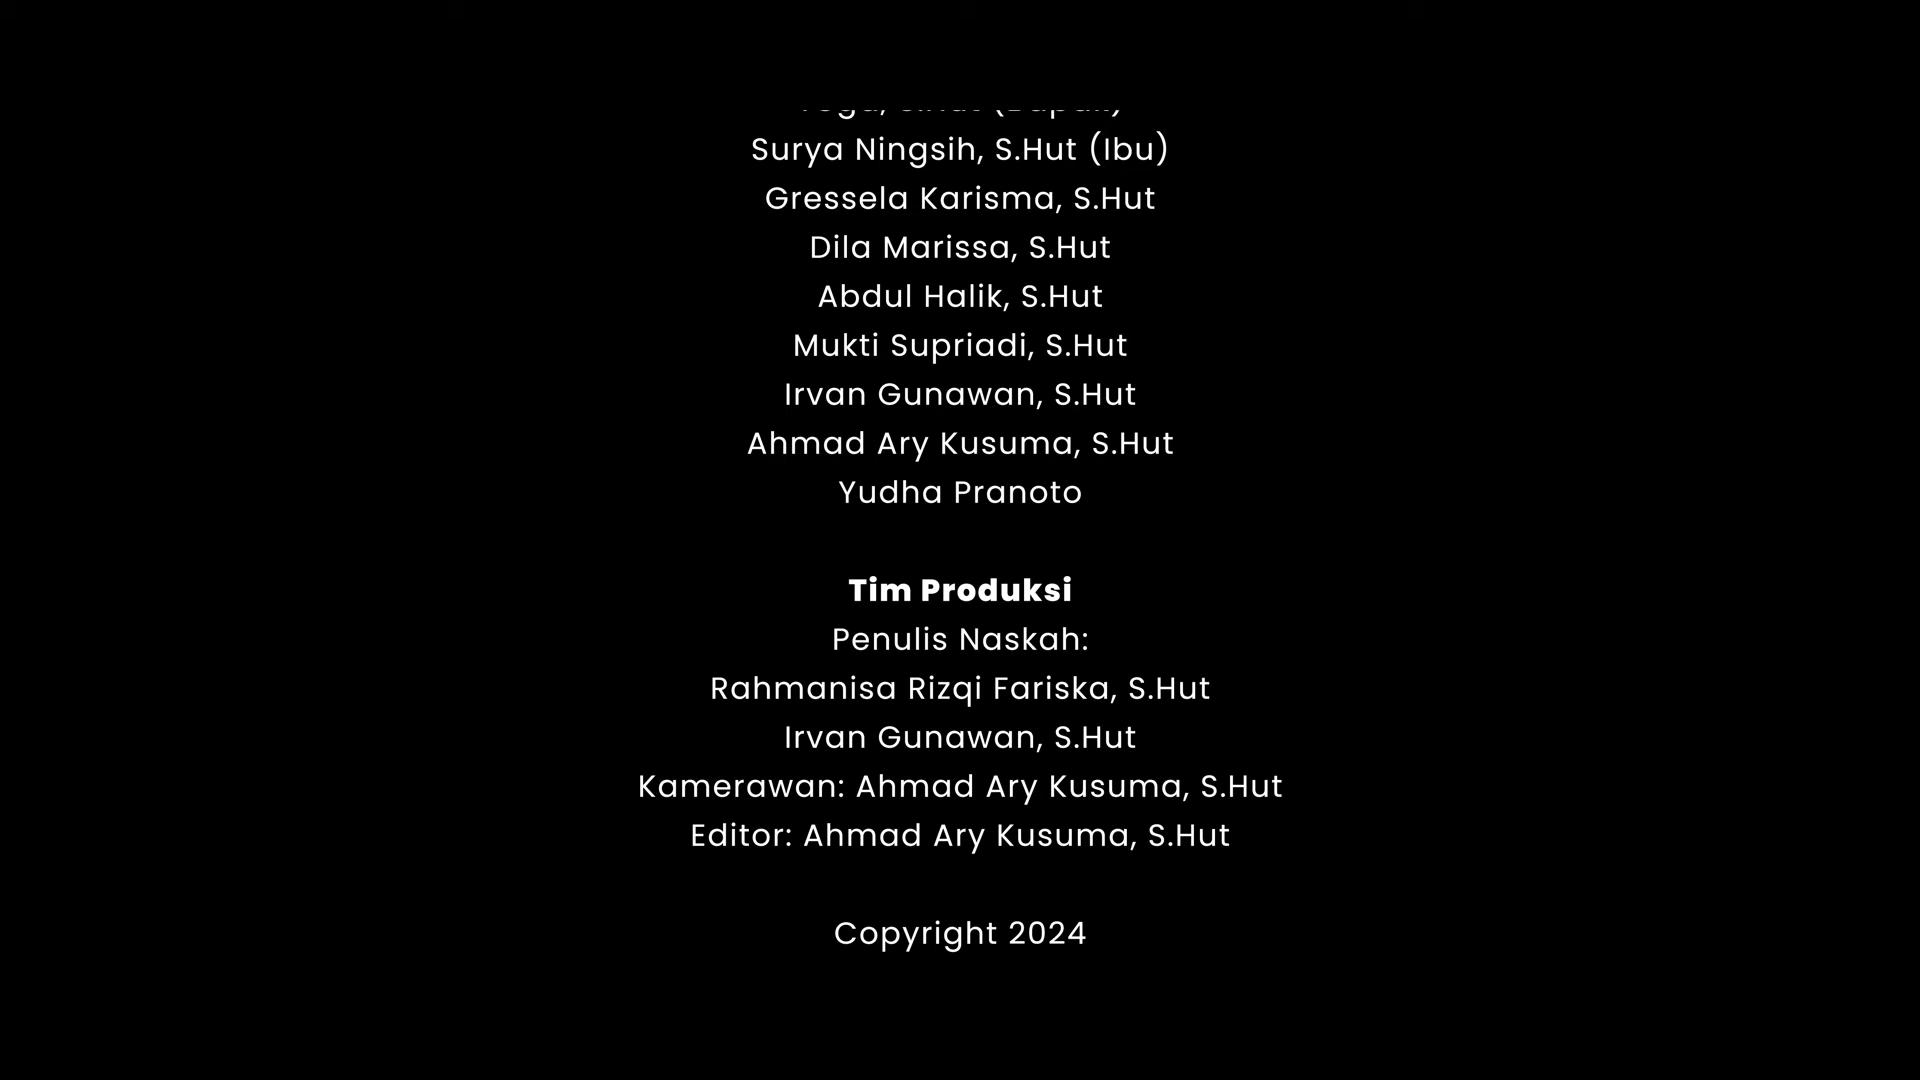 Surya Ningsih, S.Hut (Ibu)
Gressela Karisma, S.Hut
Dila Marissa, S.Hut
Abdul Halik, S.Hut
Mukti Supriadi, S.Hut
Irvan Gunawan, S.Hut
Ahmad Ary Kusuma, S.Hut
Yudha Pranoto
Tim Produksi
Penulis Naskah:
Rahmanisa Rizqi Fariska, S.Hut
Irvan Gunawan, S.Hut
Kamerawan: Ahmad Ary Kusuma, S.Hut
Editor: Ahmad Ary Kusuma, S.Hut
Copyright 2024